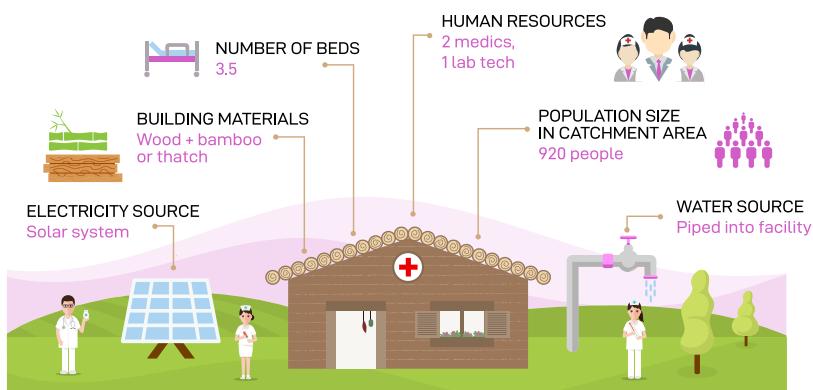 HUMAN RESOURCES
2 medics,
1 lab tech
NUMBER OF BEDS
3.5
BUILDING MATERIALS
Wood + bamboo
or thatch
POPULATION SIZE
IN CATCHMENT AREA
920 people
ELECTRICITY SOURCE
Solar system
WATER SOURCE
Piped into facility